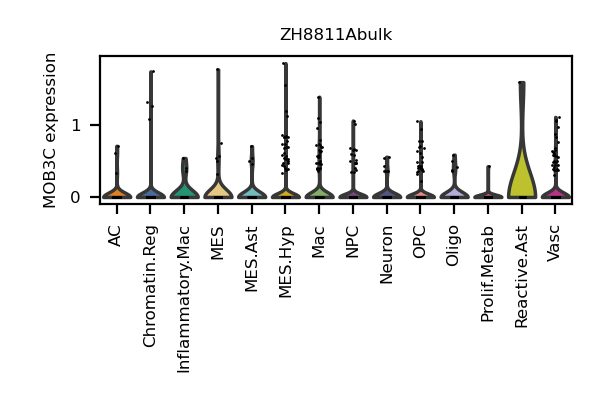 ZH8811Abulk
MOB3C expression
1
0
AC
Chromatin.Reg
Inflammatory.Mac
MES
MES.Ast
MES.Hyp
Mac
NPC
Neuron
OPC
Oligo
Prolif.Metab
Reactive.Ast
Vasc